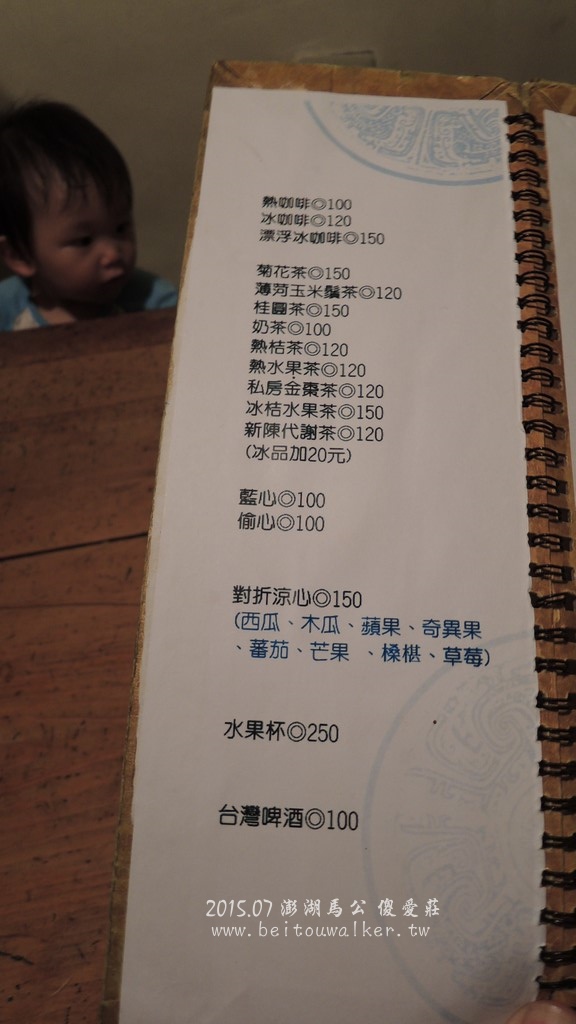 熱咖啡◎100
冰咖啡◎120
漂浮冰咖啡◎150
菊花茶◎150
薄荷玉米鬚茶◎120
桂圓茶◎150
奶茶◎100
熱桔茶◎120
熱水果茶◎120
私房金棗茶◎120
冰桔水果茶◎150
新陳代謝茶◎120
(冰品加20元)
藍心◎100
偷心◎100
對折涼心◎150
(西瓜、木瓜、蘋果、奇異果
、蕃茄、芒果 、桑椹、草莓)
水果杯◎250
台灣啤酒◎100
2015.07 澎湖馬公 傻愛莊
www.beitouwalker.tw